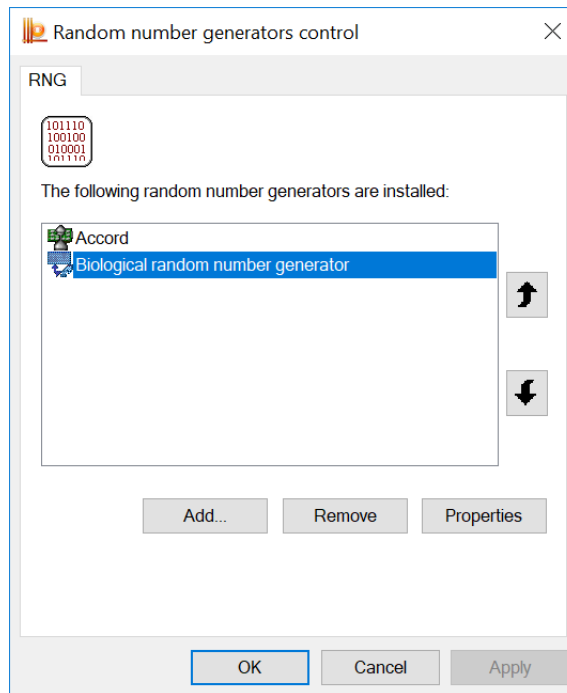 Random number generators control
RNG
101110
100100
010001
101110
The following random number generators are installed:
Accord
Biological random number generator
Add...
Remove
Properties
OK
Cancel
Apply